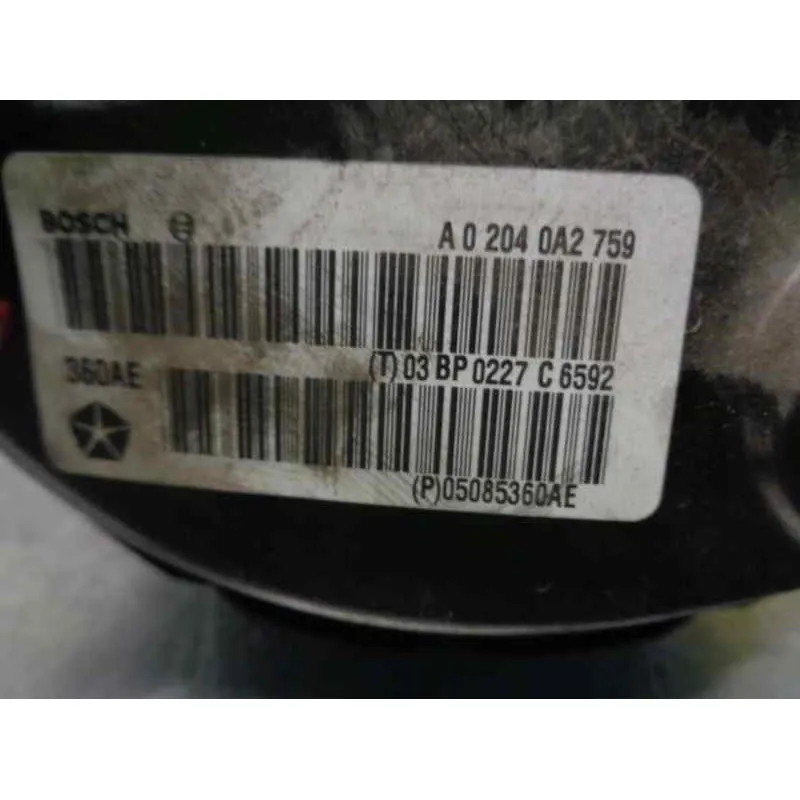 BOSCH
A 0 204 0A2 759
360AE
(T) 03 BP 0227 C 6592
(P)05085360AE